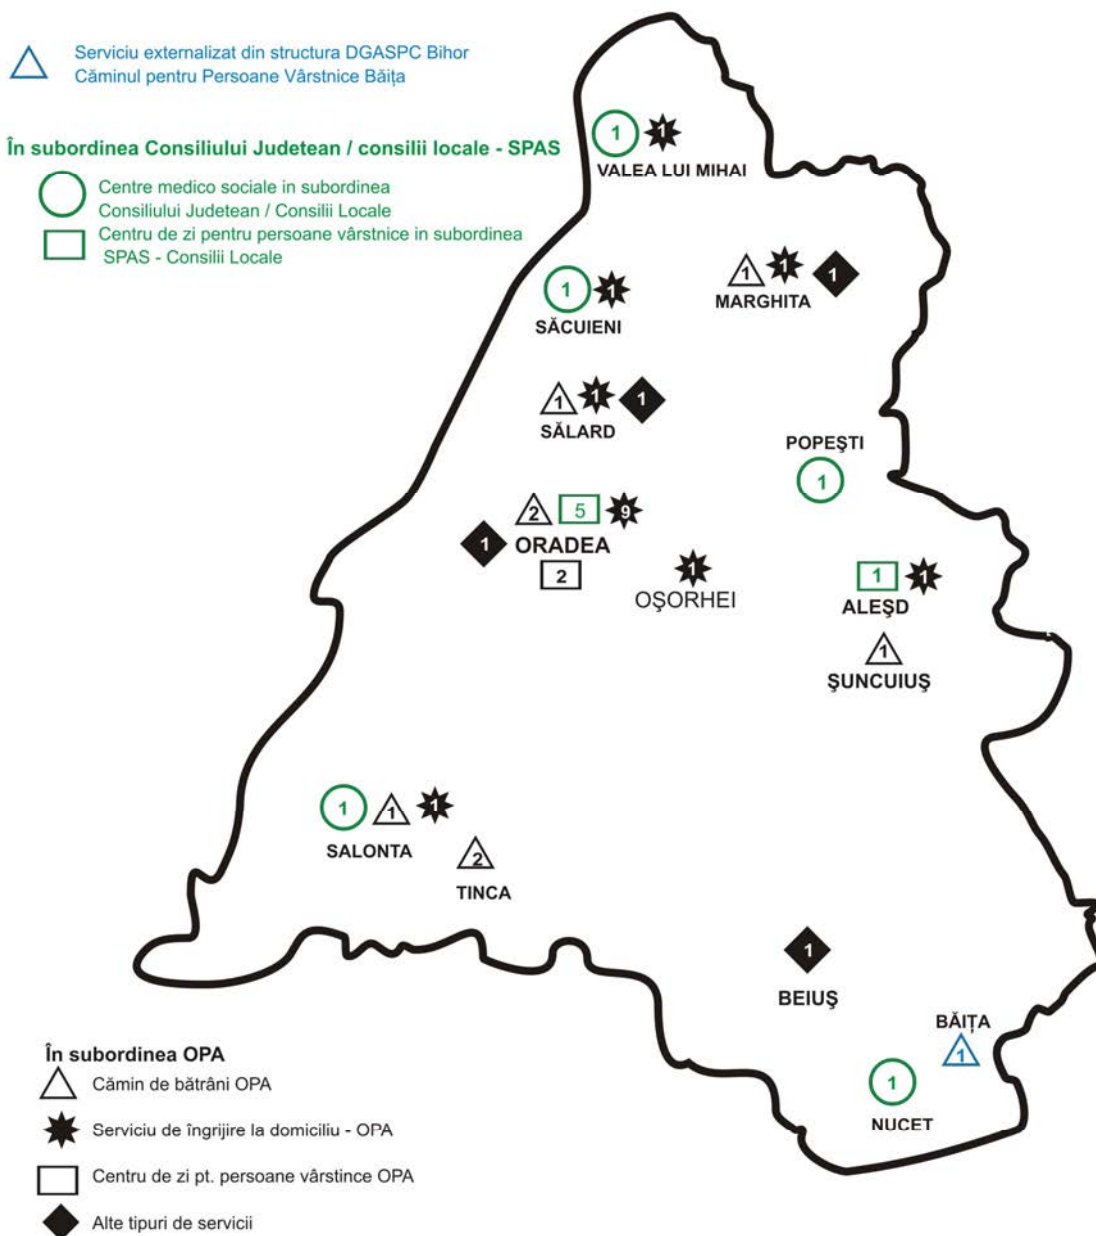 Serviciu externalizat din structura DGASPC Bihor
Căminul pentru Persoane Vârstnice Băița
În subordinea Consiliului Judetean / consilii locale - SPAS
Centre medico sociale in subordinea
Consiliului Judetean / Consilii Locale
Centru de zi pentru persoane vârstnice in subordinea
SPAS - Consilii Locale
1 1
VALEA LUI MIHAI
1 1 1
MARGHITA
1 1
SĂCUIENI
1 1 1
SĂLARD
POPEŞTI
1
2 5 9
1 ORADEA
2
1
OŞORHEI
1 1
ALEŞD
1
ŞUNCUIUŞ
1 1 1
SALONTA
2
TINCA
1
BEIUŞ
BĂIȚA
1
1
NUCET
În subordinea OPA
Cămin de bătrâni OPA
Serviciu de îngrijire la domiciliu - OPA
Centru de zi pt. persoane vârstince OPA
Alte tipuri de servicii